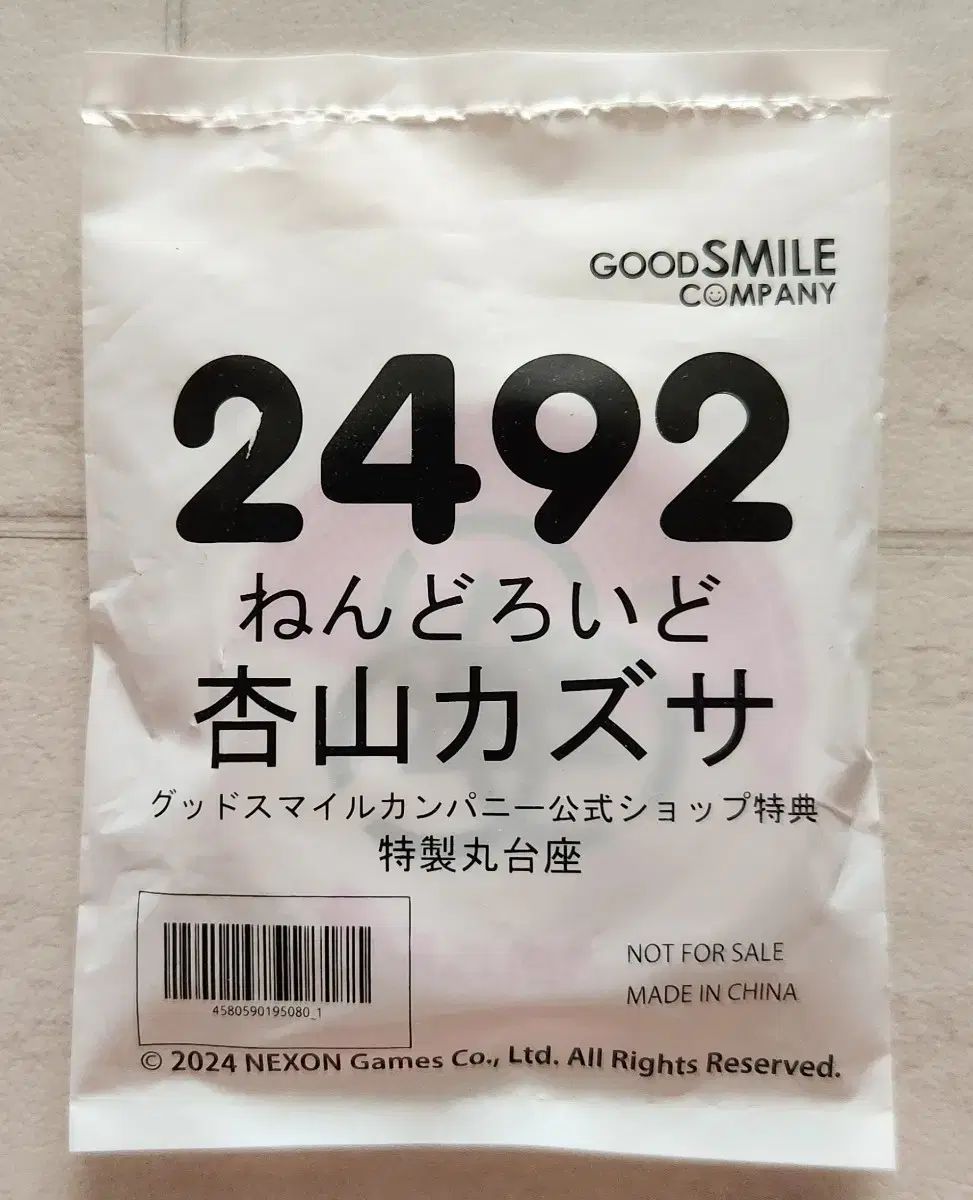 GOODSMILE
COMPANY
2492
ねんどろいど
杏山カズサ
グッドスマイルカンパニー公式ショップ特典
特製丸台座
4580590195080_1
NOT FOR SALE
MADE IN CHINA
© 2024 NEXON Games Co., Ltd. All Rights Reserved.